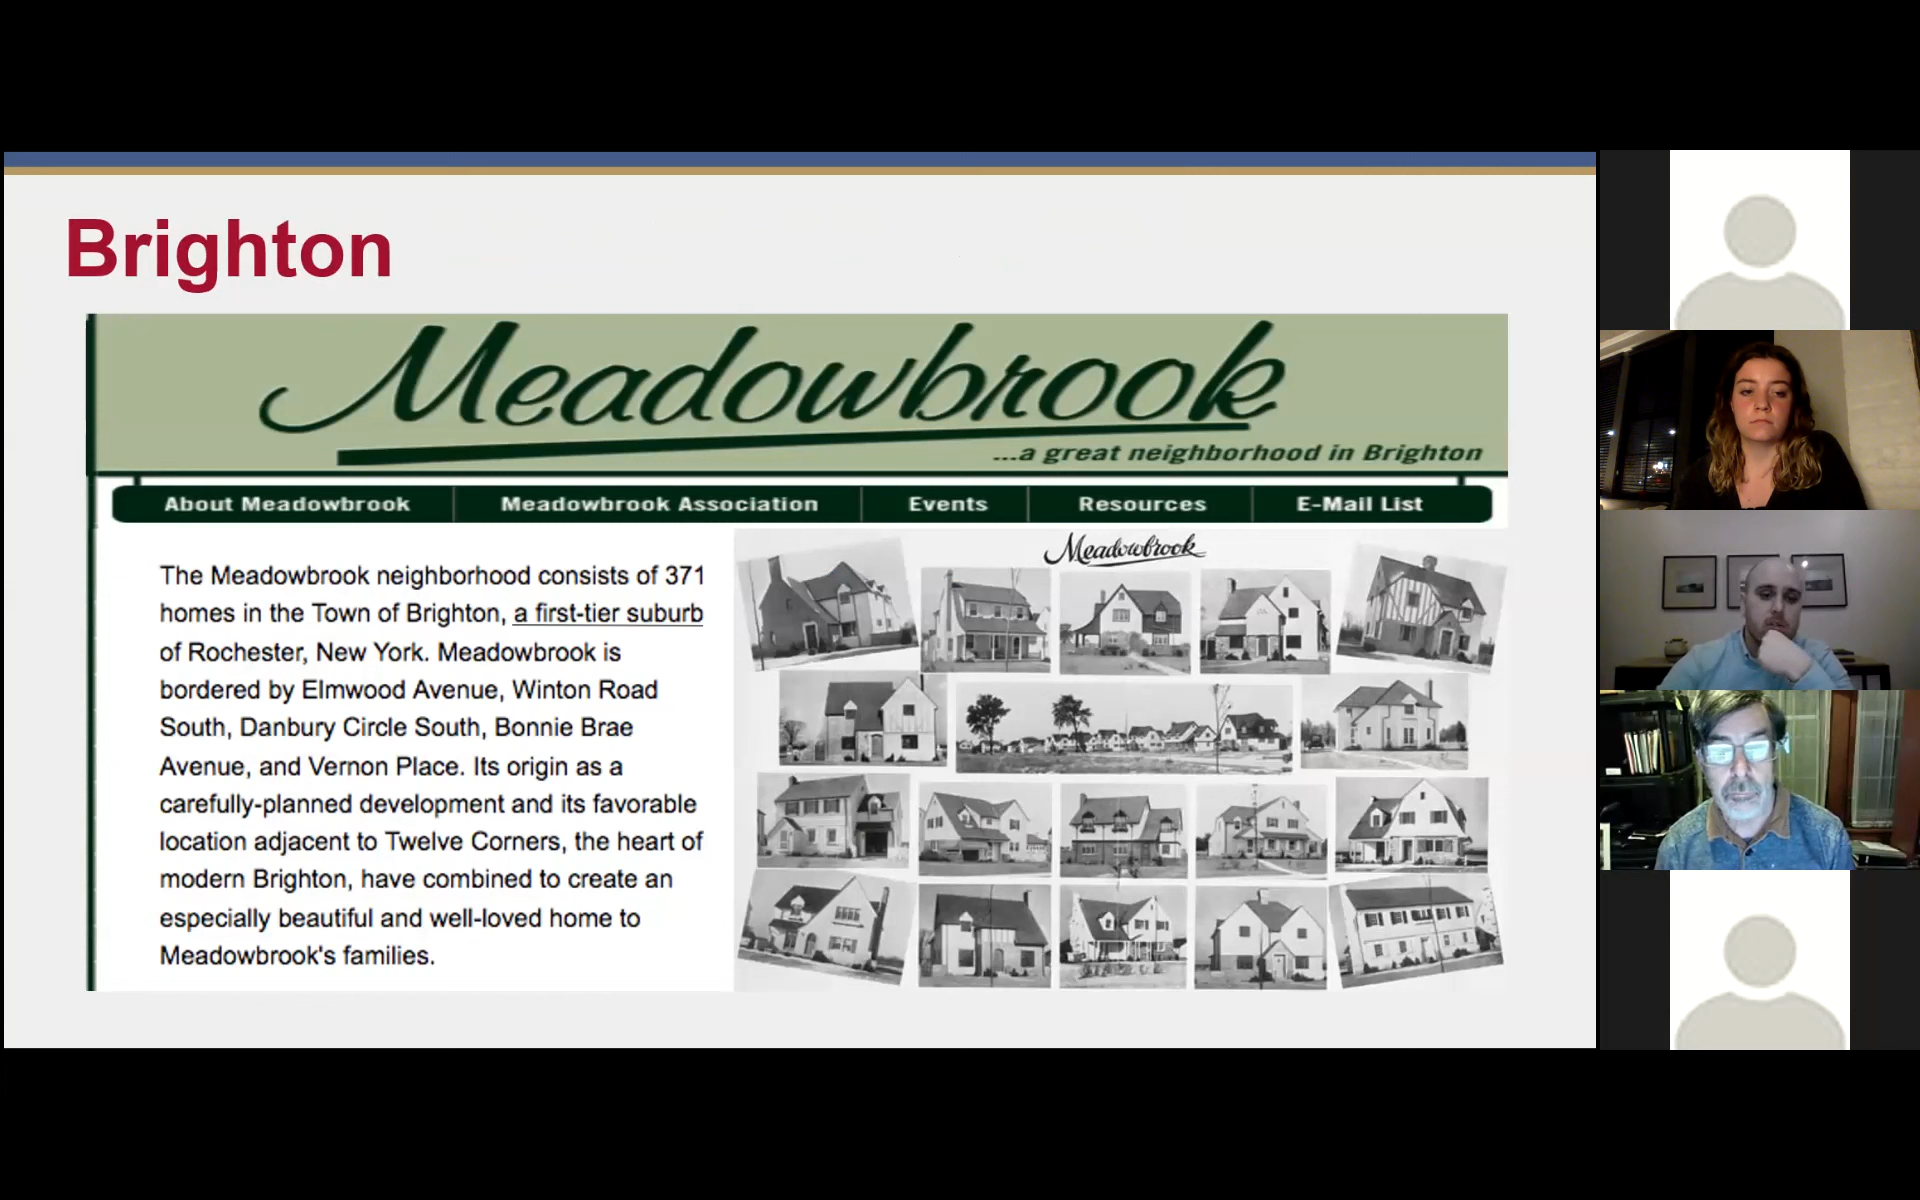 Brighton
Meadowbrook
...a great neighborhood in Brighton
About Meadowbrook Meadowbrook Association Events Resources E-Mail List
Meadowbrook
The Meadowbrook neighborhood consists of 371
homes in the Town of Brighton, a first-tier suburb
of Rochester, New York. Meadowbrook is
bordered by Elmwood Avenue, Winton Road
South, Danbury Circle South, Bonnie Brae
Avenue, and Vernon Place. Its origin as a
carefully-planned development and its favorable
location adjacent to Twelve Corners, the heart of
modern Brighton, have combined to create an
especially beautiful and well-loved home to
Meadowbrook's families.